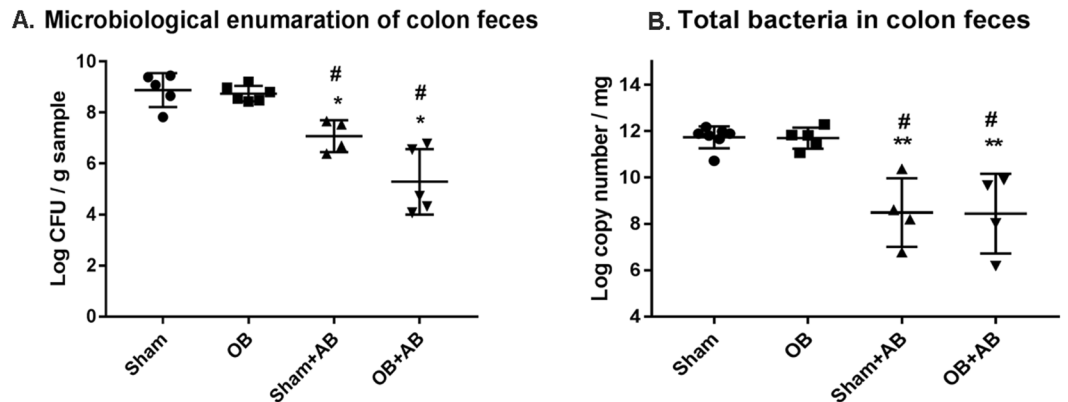 A. Microbiological enumaration of colon feces
Log CFU / g sample
10
8
6
4
2
0
#
*
#
*
Sham
OB
Sham+AB
OB+AB
B. Total bacteria in colon feces
Log copy number / mg
14
12
10
8
6
4
#
**
#
**
Sham
OB
Sham+AB
OB+AB